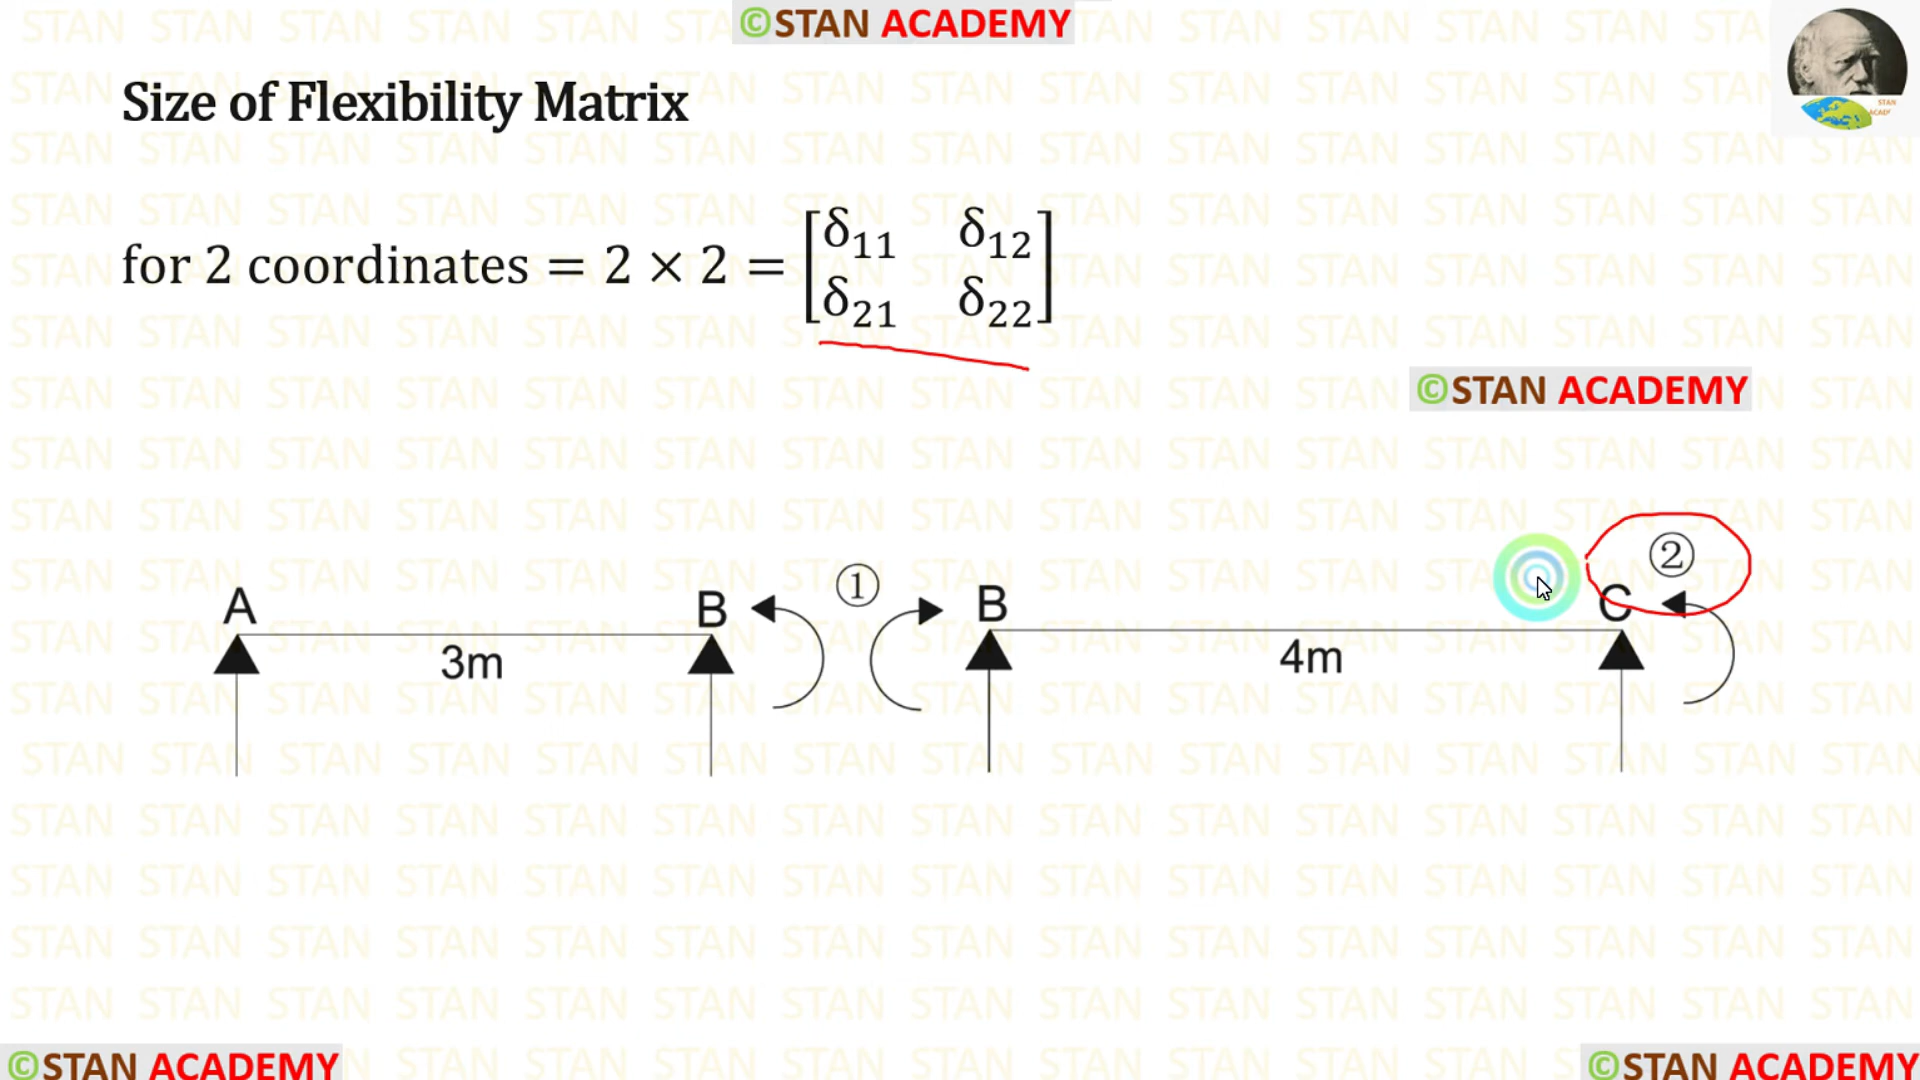 ©STAN ACADEMY
Size of Flexibility Matrix
for 2 coordinates = 2 × 2 = [δ11 δ12
δ21 δ22]
©STAN ACADEMY
A 3m B ① B 4m C ②
©STAN ACADEMY
©STAN ACADEMY